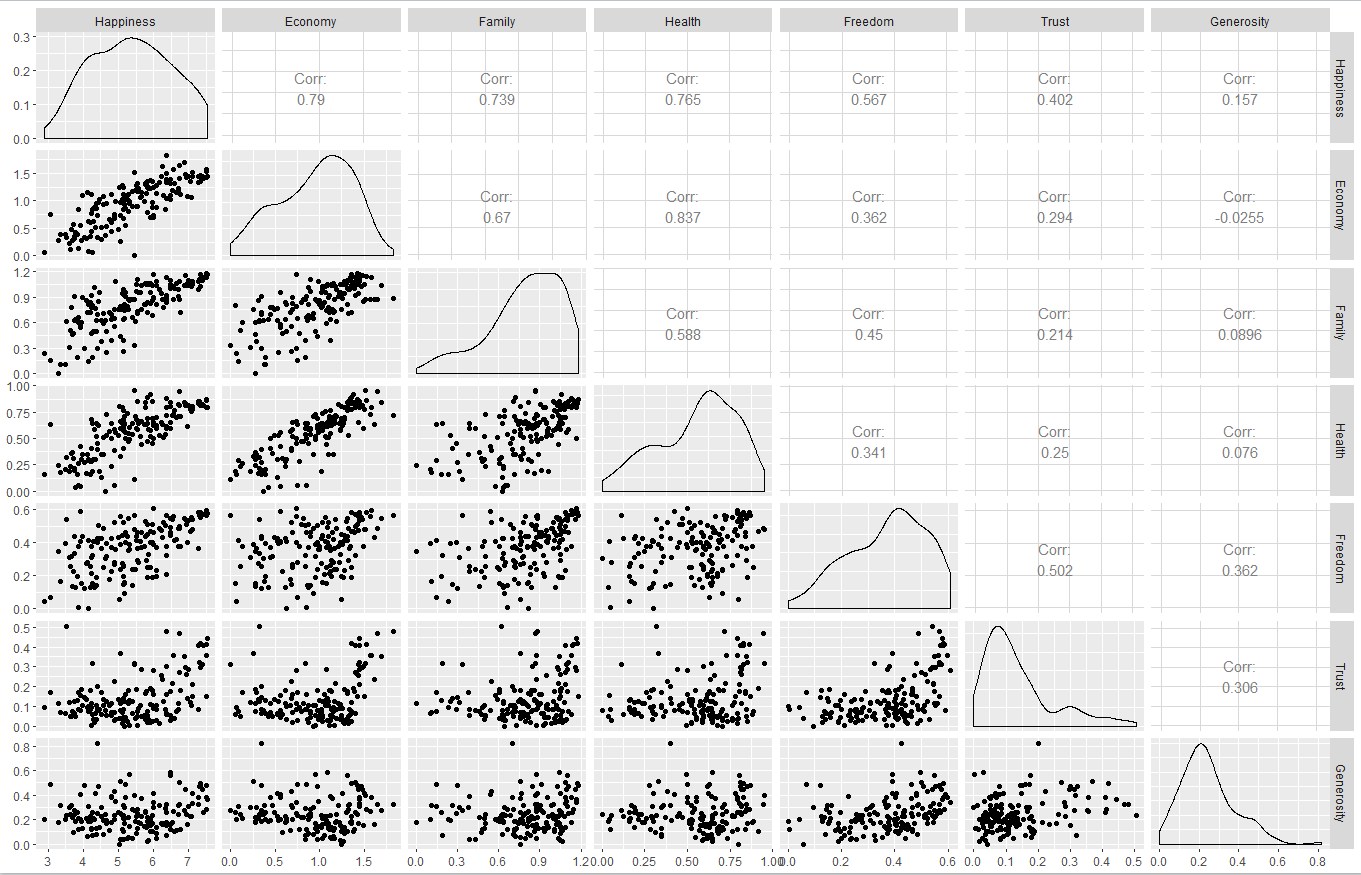 Happiness Economy Family Health Freedom Trust Generosity
0.3
0.2
0.1
0.0
Corr:
0.79
Corr:
0.739
Corr:
0.765
Corr:
0.567
Corr:
0.402
Corr:
0.157
Happiness
1.5
1.0
0.5
0.0
Corr:
0.67
Corr:
0.837
Corr:
0.362
Corr:
0.294
Corr:
-0.0255
Economy
1.2
0.9
0.6
0.3
0.0
Corr:
0.588
Corr:
0.45
Corr:
0.214
Corr:
0.0896
Family
1.00
0.75
0.50
0.25
0.00
Corr:
0.341
Corr:
0.25
Corr:
0.076
Health
0.6
0.4
0.2
0.0
Corr:
0.502
Corr:
0.362
Freedom
0.5
0.4
0.3
0.2
0.1
0.0
Corr:
0.306
Trust
0.8
0.6
0.4
0.2
0.0
Generosity
3 4 5 6 7 0.0 0.5 1.0 1.5 0.0 0.3 0.6 0.9 1.2 0.00 0.25 0.50 0.75 1.00 0.0 0.2 0.4 0.6 0.0 0.1 0.2 0.3 0.4 0.5 0.0 0.2 0.4 0.6 0.8